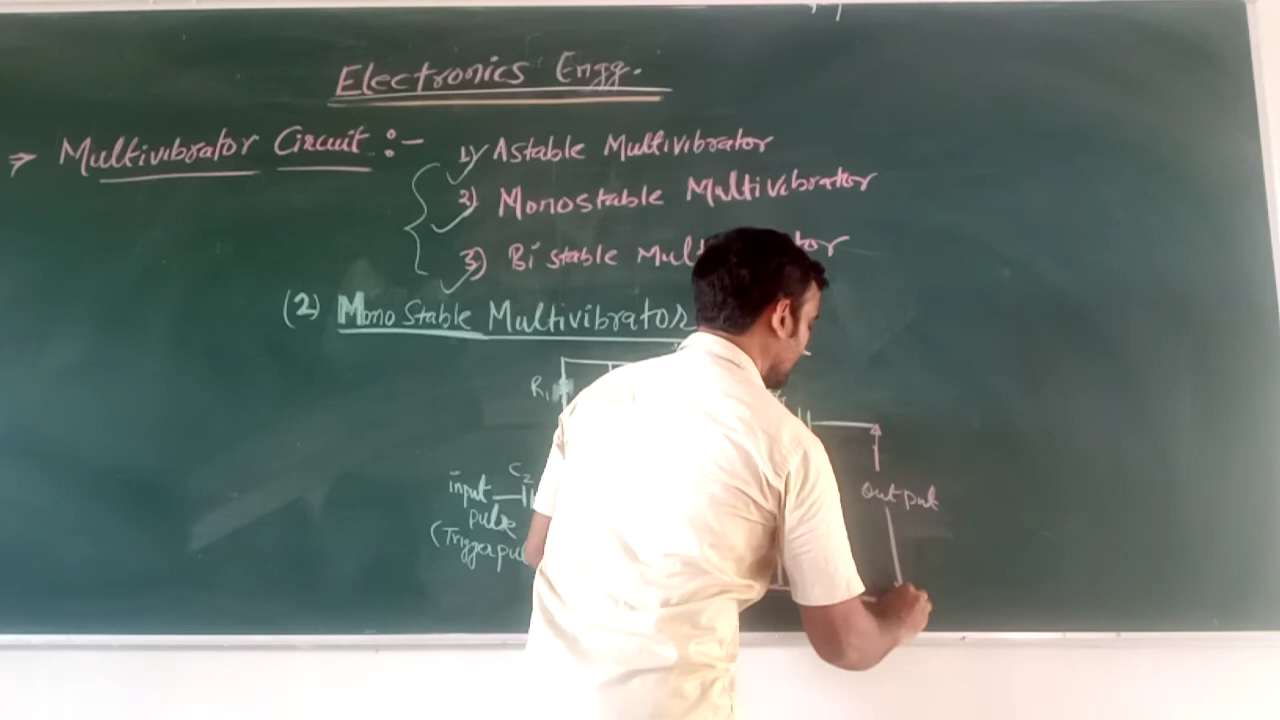 Electronics Engg.
⇒ Multivibrator Circuit :- 1) Astable Multivibrator
2) Monostable Multivibrator
3) Bi stable
(2) Mono Stable Multivibrator
R1
C2
input
pulse
(Trigger
output